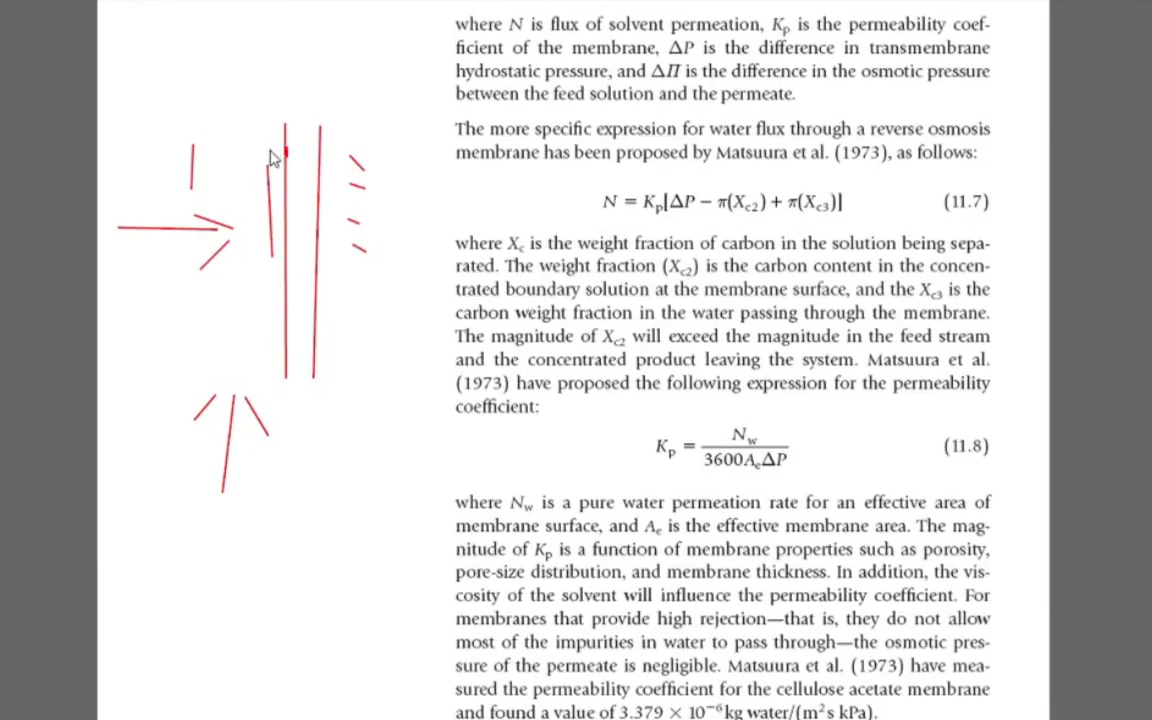 where N is flux of solvent permeation, Kp is the permeability coef-
ficient of the membrane, ΔP is the difference in transmembrane
hydrostatic pressure, and ΔΠ is the difference in the osmotic pressure
between the feed solution and the permeate.
The more specific expression for water flux through a reverse osmosis
membrane has been proposed by Matsuura et al. (1973), as follows:
N = Kp[ΔP − π(Xc2) + π(Xc3)] (11.7)
where Xc is the weight fraction of carbon in the solution being sepa-
rated. The weight fraction (Xc2) is the carbon content in the concen-
trated boundary solution at the membrane surface, and the Xc3 is the
carbon weight fraction in the water passing through the membrane.
The magnitude of Xc2 will exceed the magnitude in the feed stream
and the concentrated product leaving the system. Matsuura et al.
(1973) have proposed the following expression for the permeability
coefficient:
Kp = Nw / 3600AeΔP (11.8)
where Nw is a pure water permeation rate for an effective area of
membrane surface, and Ae is the effective membrane area. The mag-
nitude of Kp is a function of membrane properties such as porosity,
pore-size distribution, and membrane thickness. In addition, the vis-
cosity of the solvent will influence the permeability coefficient. For
membranes that provide high rejection—that is, they do not allow
most of the impurities in water to pass through—the osmotic pres-
sure of the permeate is negligible. Matsuura et al. (1973) have mea-
sured the permeability coefficient for the cellulose acetate membrane
and found a value of 3.379 × 10⁻⁶ kg water/(m² s kPa).